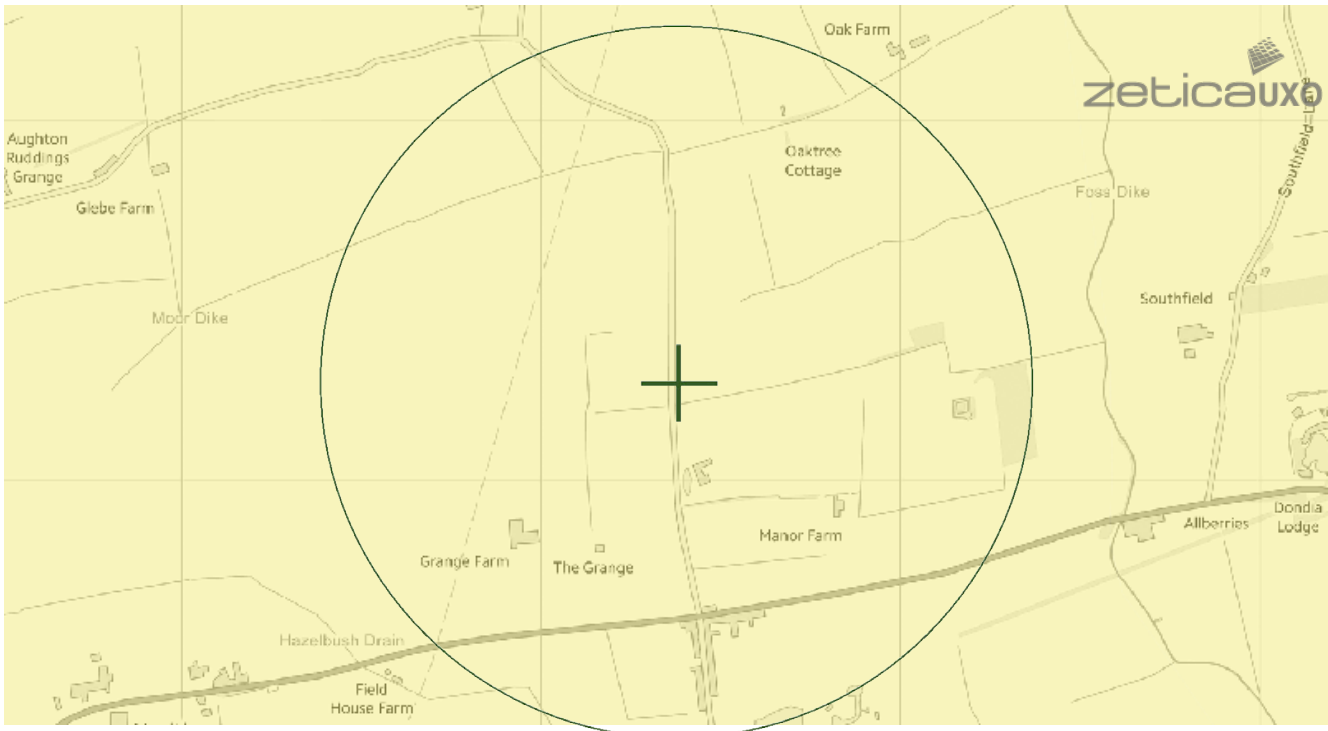 Oak Farm
zeticauxo
Aughton
Ruddings
Grange
Oaktree
Cottage
Southfield Lane
Glebe Farm
Foss Dike
Southfield
Moor Dike
Dondia
Lodge
Allberries
Manor Farm
Grange Farm
The Grange
Hazelbush Drain
Field
House Farm